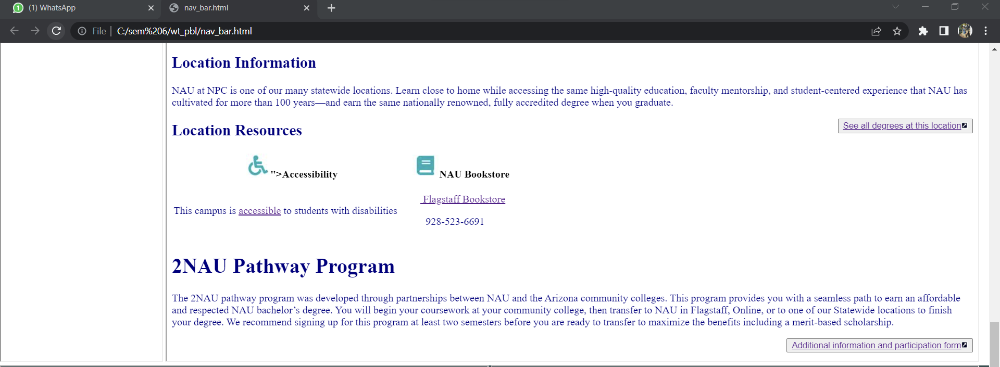 (1) WhatsApp
nav_bar.html
File | C:/sem%206/wt_pbl/nav_bar.html
Location Information
NAU at NPC is one of our many statewide locations. Learn close to home while accessing the same high-quality education, faculty mentorship, and student-centered experience that NAU has
cultivated for more than 100 years—and earn the same nationally renowned, fully accredited degree when you graduate.
Location Resources
See all degrees at this location
">Accessibility
NAU Bookstore
This campus is accessible to students with disabilities
Flagstaff Bookstore
928-523-6691
2NAU Pathway Program
The 2NAU pathway program was developed through partnerships between NAU and the Arizona community colleges. This program provides you with a seamless path to earn an affordable
and respected NAU bachelor’s degree. You will begin your coursework at your community college, then transfer to NAU in Flagstaff, Online, or to one of our Statewide locations to finish
your degree. We recommend signing up for this program at least two semesters before you are ready to transfer to maximize the benefits including a merit-based scholarship.
Additional information and participation form